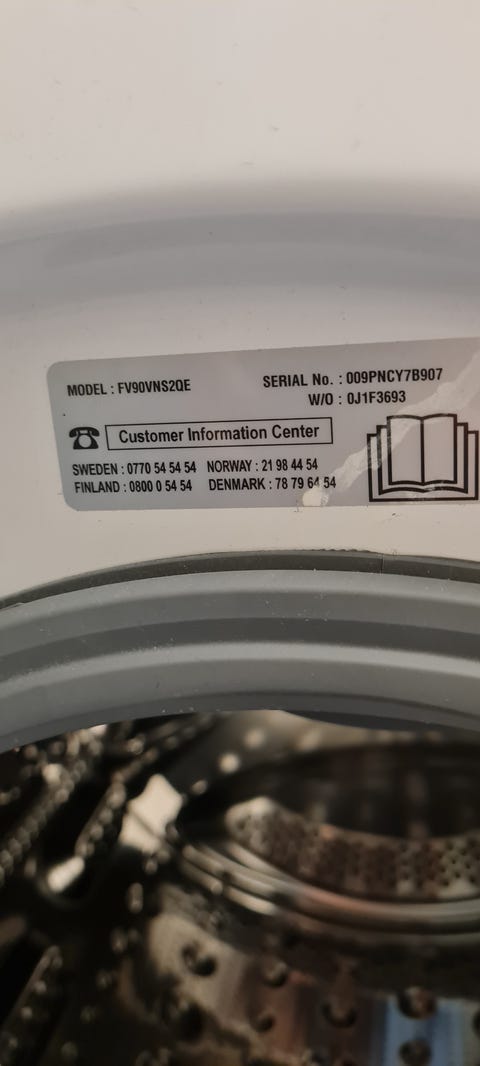 MODEL : FV90VNS2QE
SERIAL No. : 009PNCY7B907
W/O : 0J1F3693
Customer Information Center
SWEDEN : 0770 54 54 54 NORWAY : 21 98 44 54
FINLAND : 0800 0 54 54 DENMARK : 78 79 64 54